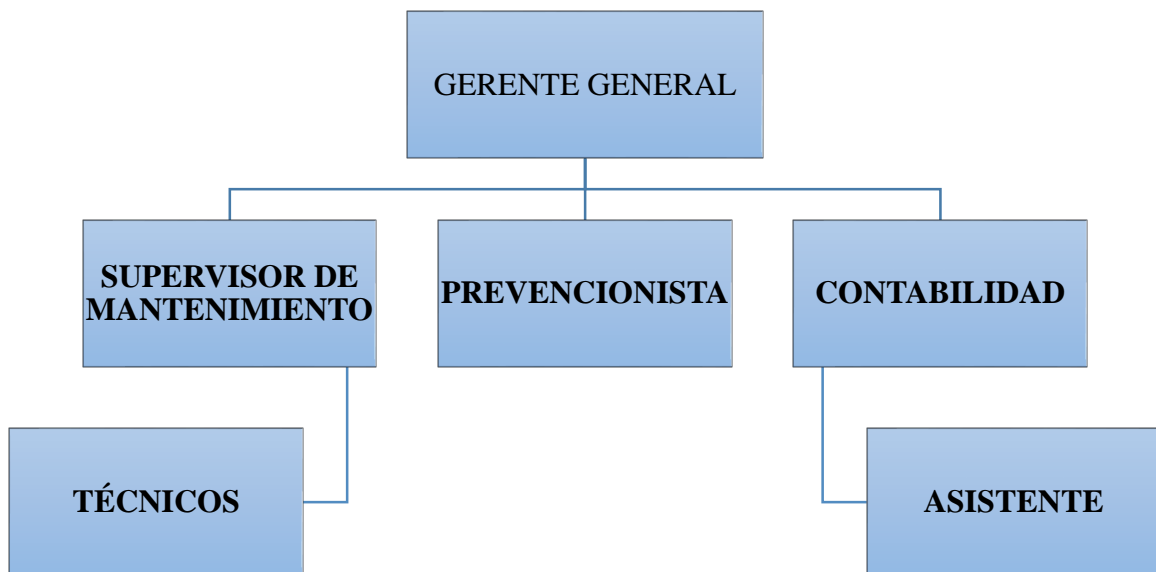 GERENTE GENERAL
SUPERVISOR DE
MANTENIMIENTO
PREVENCIONISTA
CONTABILIDAD
TÉCNICOS
ASISTENTE